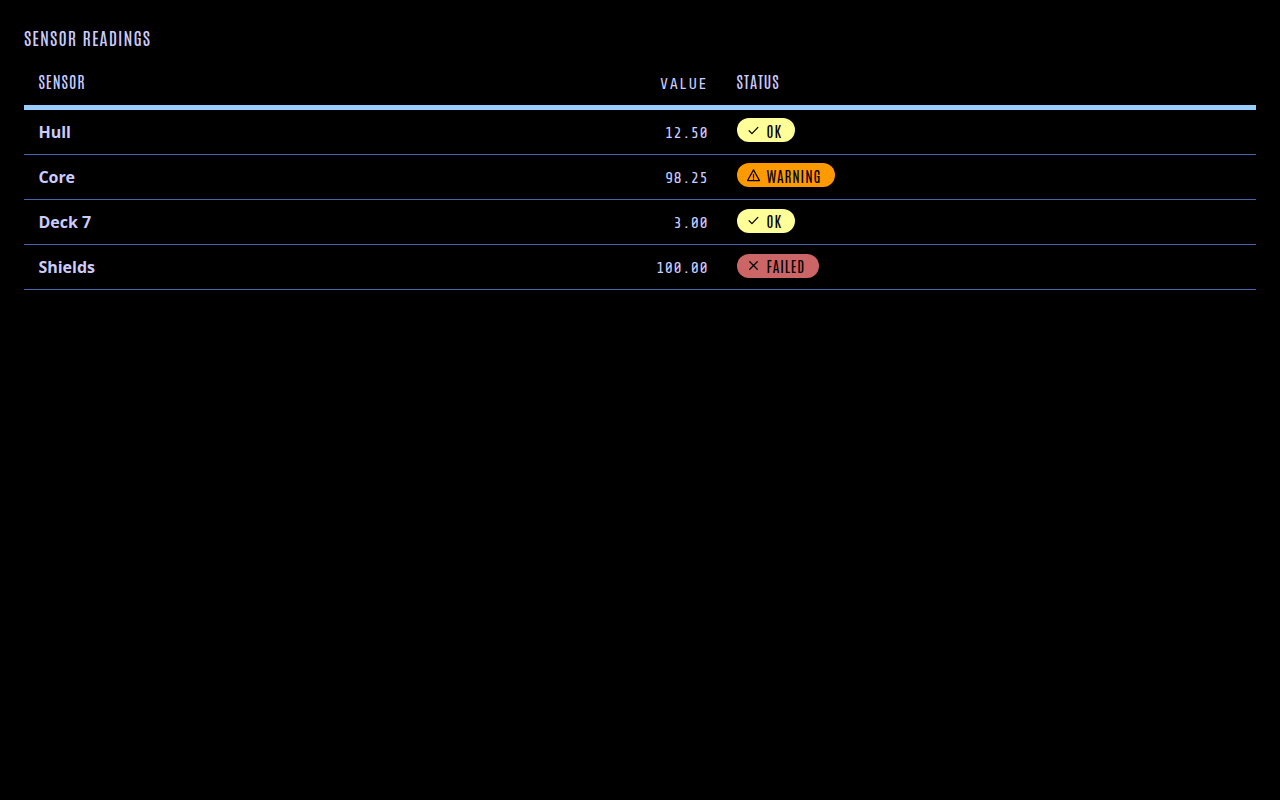 SENSOR READINGS
SENSOR VALUE STATUS
Hull 12.50 OK
Core 98.25 WARNING
Deck 7 3.00 OK
Shields 100.00 FAILED